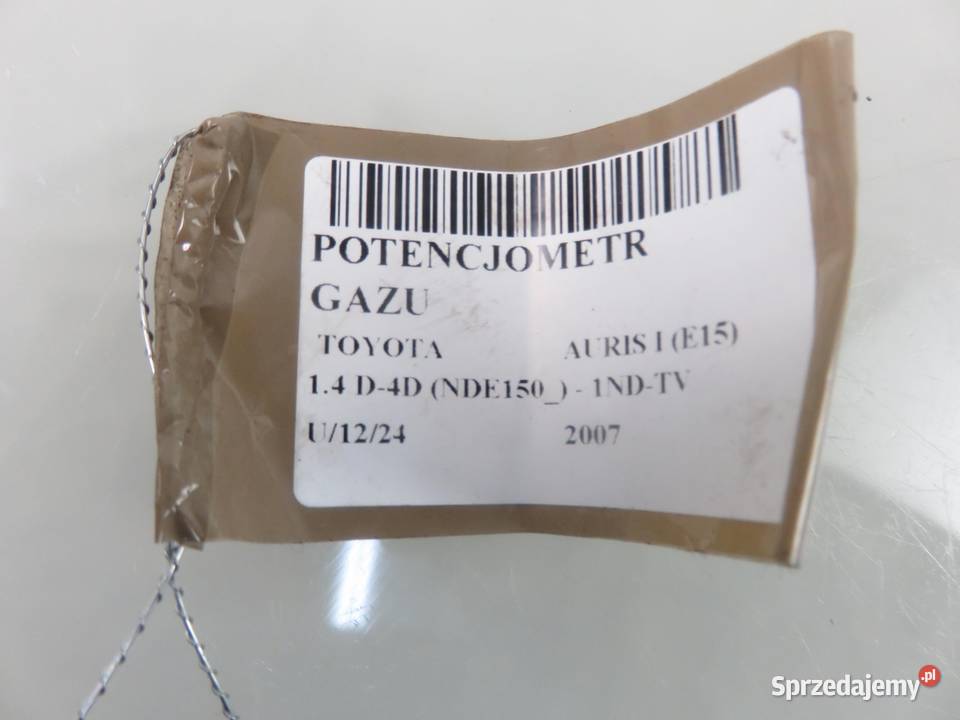 POTENCJOMETR
GAZU
TOYOTA AURIS I (E15)
1.4 D-4D (NDE150_) - 1ND-TV
U/12/24 2007
Sprzedajemy.pl